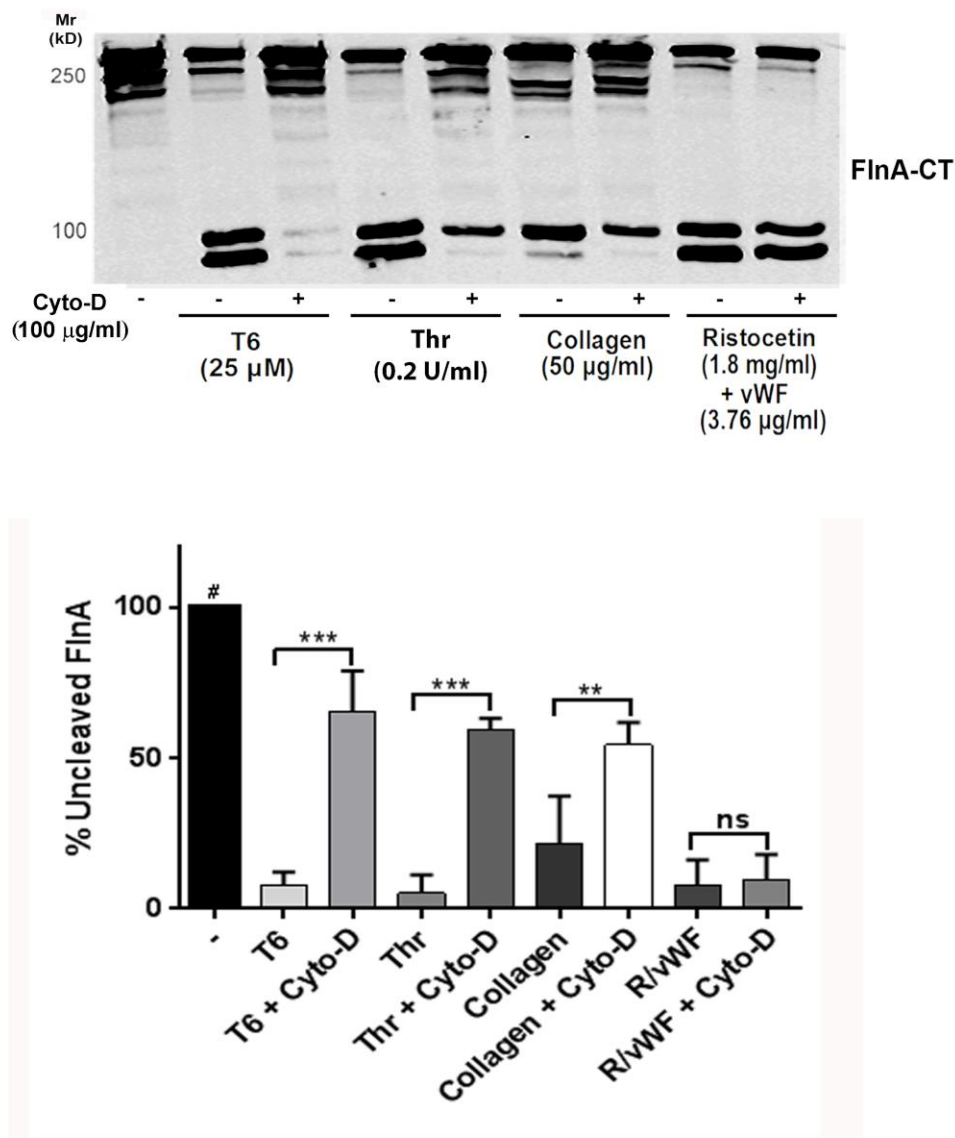 Mr
(kD)
250
100
FlnA-CT
Cyto-D - - + - + - + - +
(100 µg/ml)
T6
(25 µM)
Thr
(0.2 U/ml)
Collagen
(50 µg/ml)
Ristocetin
(1.8 mg/ml)
+ vWF
(3.76 µg/ml)
% Uncleaved FlnA
100
50
0
#
***
***
**
ns
-
T6
T6 + Cyto-D
Thr
Thr + Cyto-D
Collagen
Collagen + Cyto-D
R/vWF
R/vWF + Cyto-D